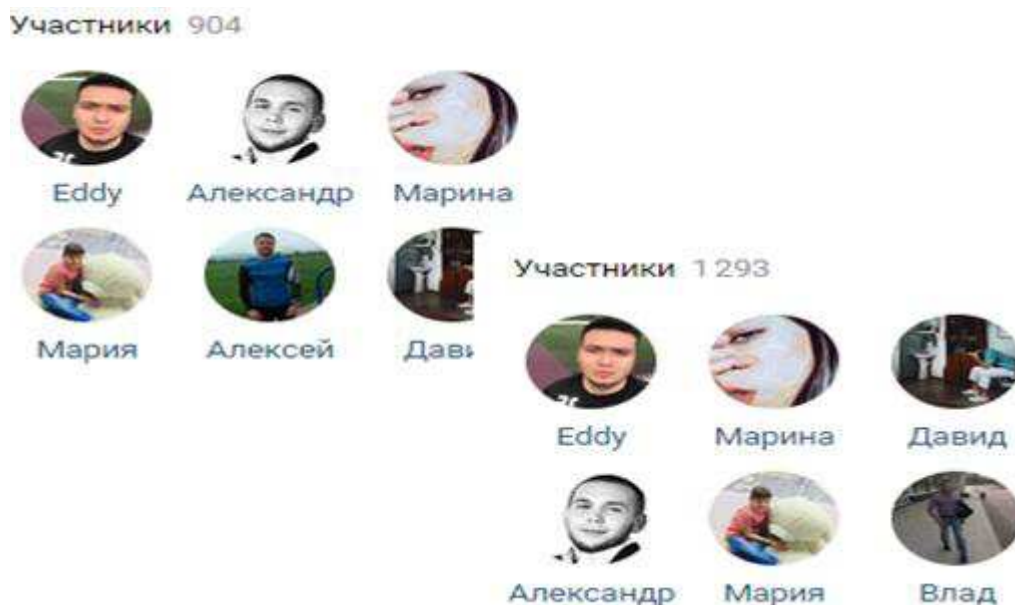 Участники 904
Eddy Александр Марина
Мария Алексей Дави
Участники 1 293
Eddy Марина Давид
Александр Мария Влад